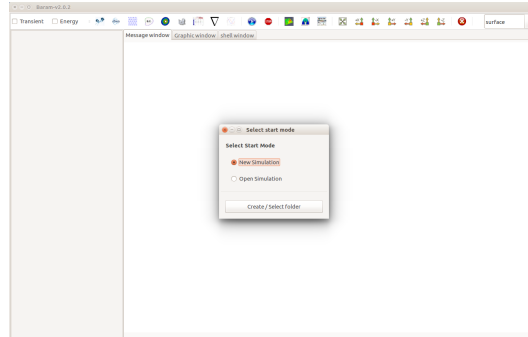 Baram-v2.0.2
Transient Energy surface
Message window Graphic window shell window
Select start mode
Select Start Mode
New Simulation
Open Simulation
Create / Select Folder